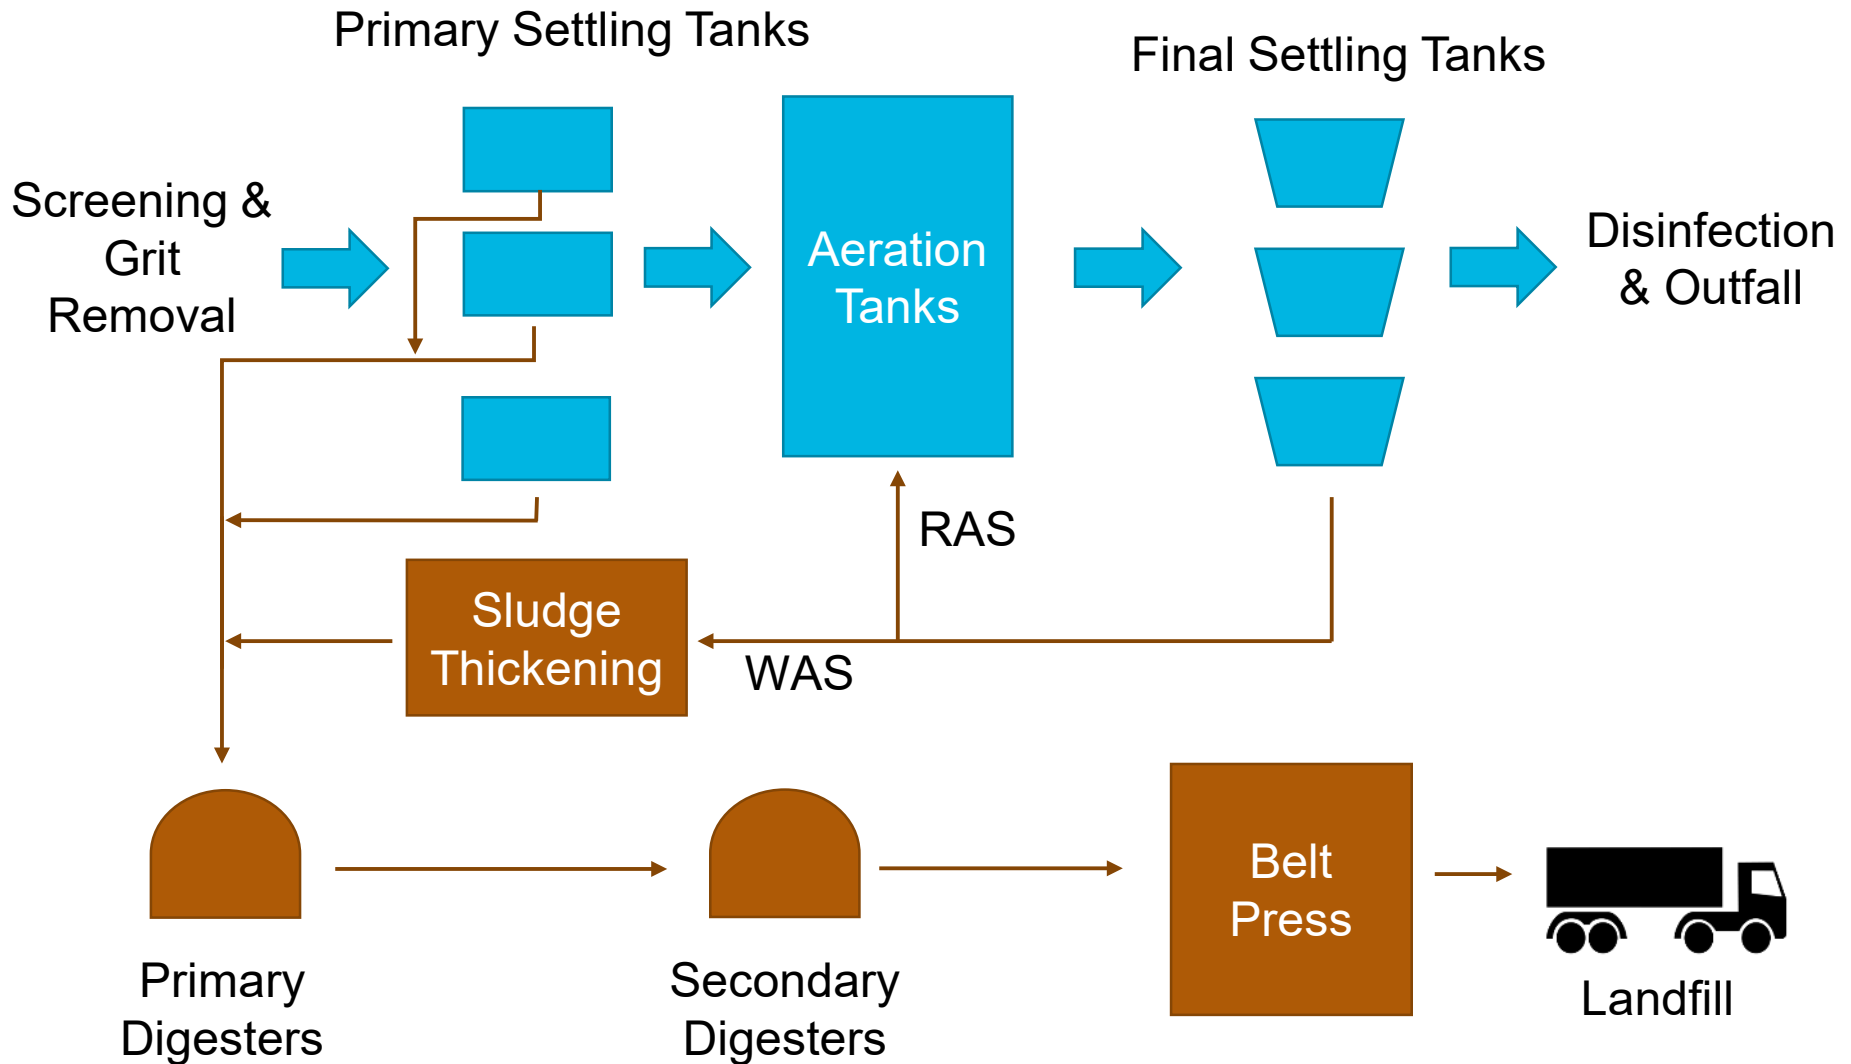 Primary Settling Tanks
Final Settling Tanks
Screening &
Grit
Removal
Aeration
Tanks
Disinfection
& Outfall
RAS
Sludge
Thickening
WAS
Belt
Press
Primary
Digesters
Secondary
Digesters
Landfill